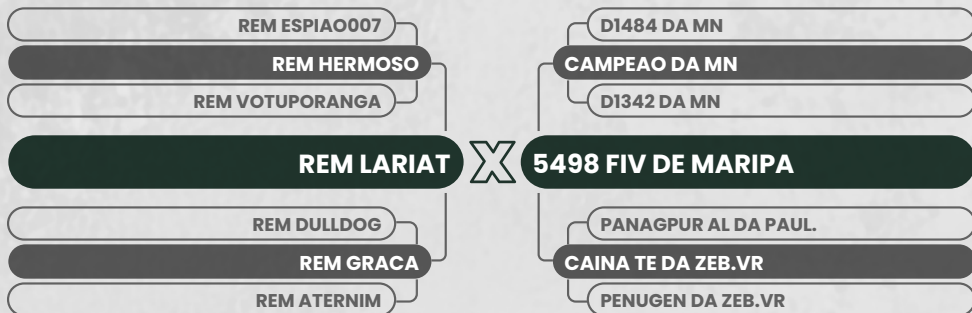 REM ESPIAO007
REM HERMOSO
REM VOTUPORANGA
REM LARIAT
REM DULLDOG
REM GRACA
REM ATERNIM
X
D1484 DA MN
CAMPEAO DA MN
D1342 DA MN
5498 FIV DE MARIPA
PANAGPUR AL DA PAUL.
CAINA TE DA ZEB.VR
PENUGEN DA ZEB.VR